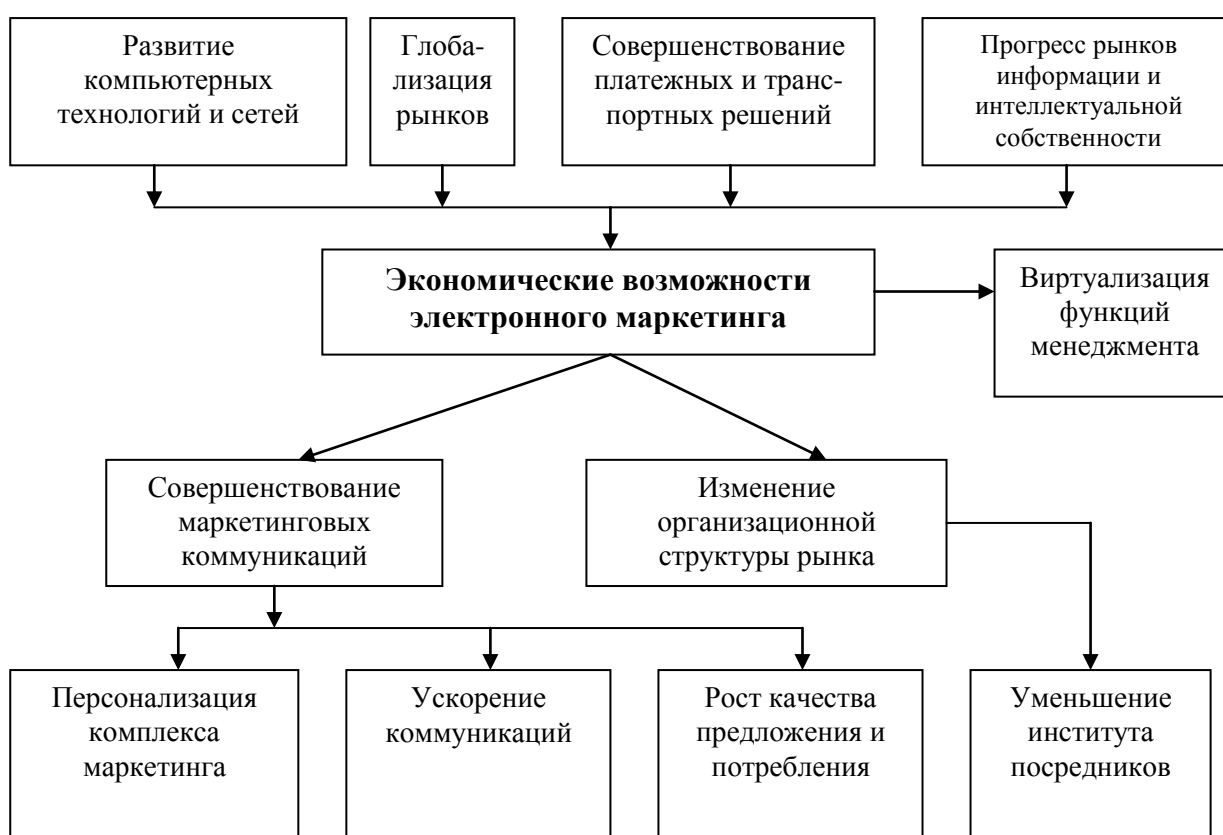 Развитие
компьютерных
технологий и сетей
Глоба-
лизация
рынков
Совершенствование
платежных и транс-
портных решений
Прогресс рынков
информации и
интеллектуальной
собственности
Экономические возможности
электронного маркетинга
Виртуализация
функций
менеджмента
Совершенствование
маркетинговых
коммуникаций
Изменение
организационной
структуры рынка
Персонализация
комплекса
маркетинга
Ускорение
коммуникаций
Рост качества
предложения и
потребления
Уменьшение
института
посредников